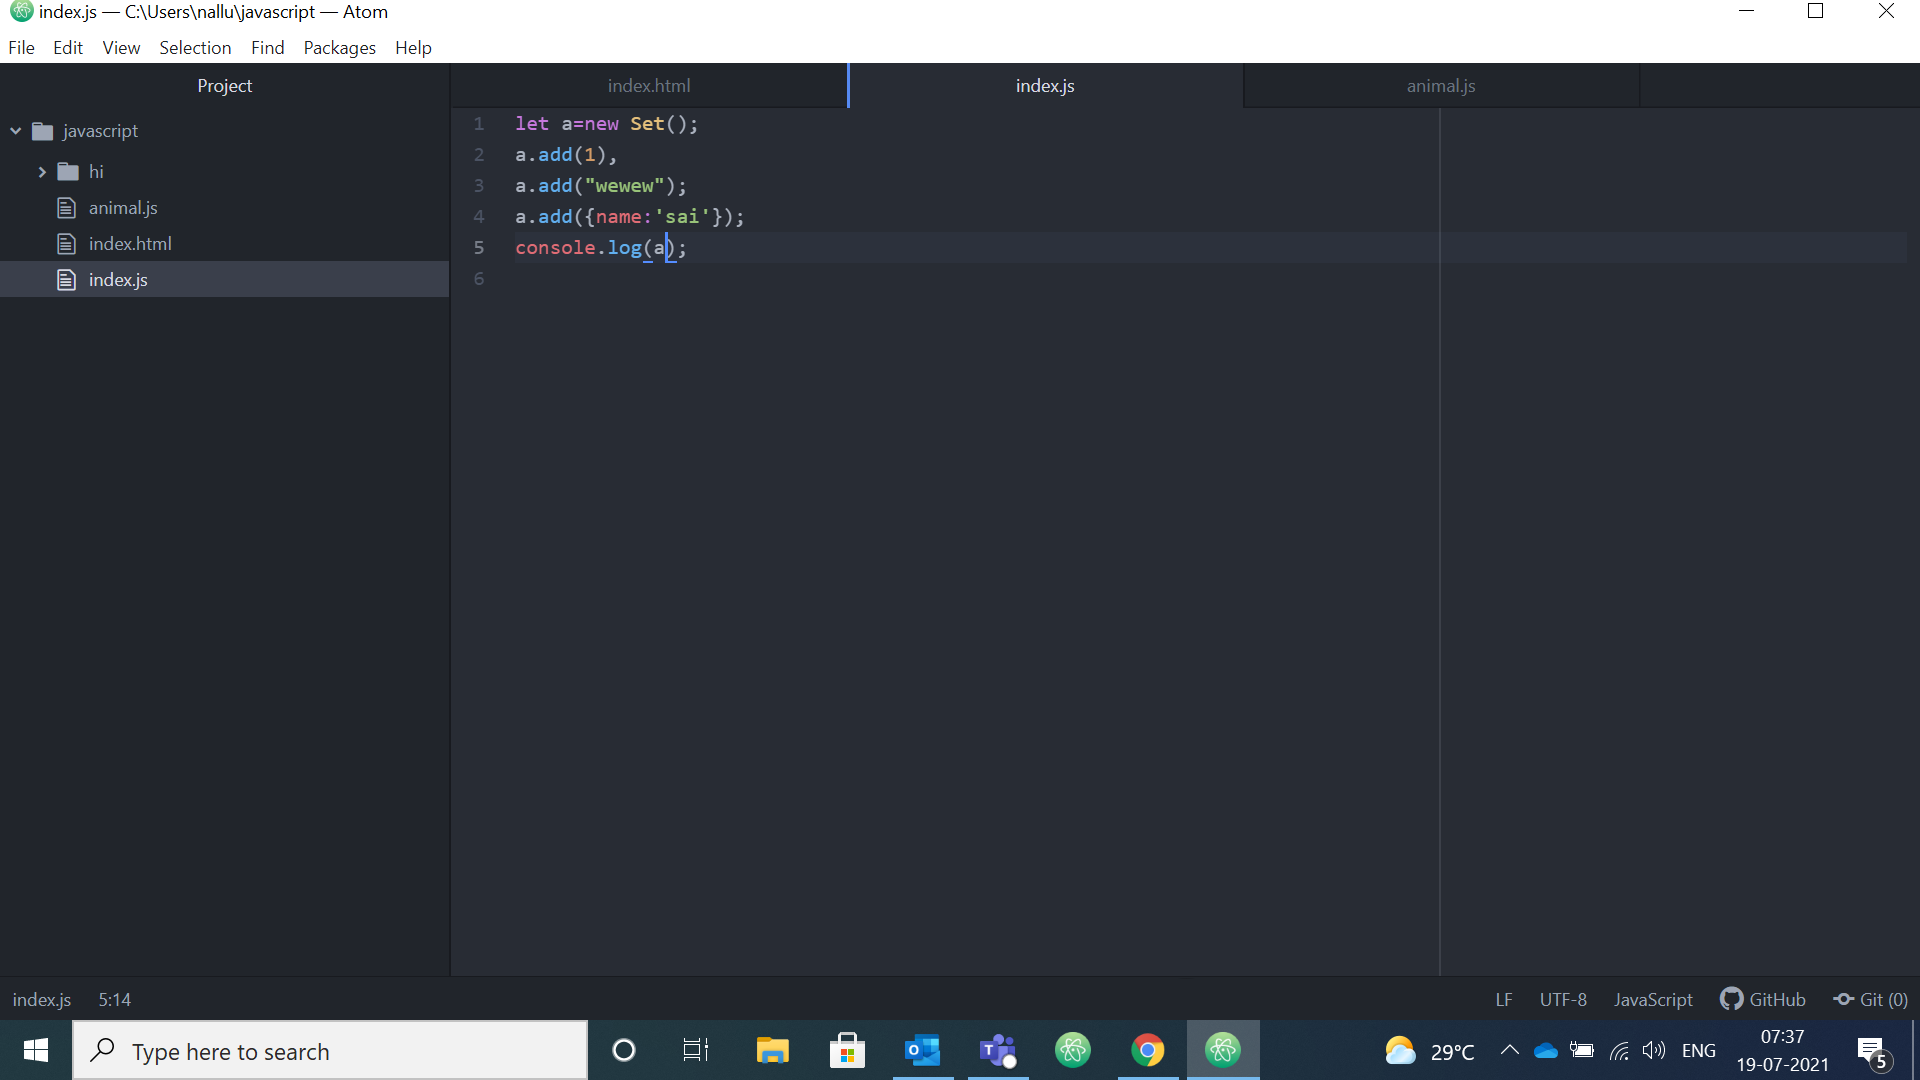 index.js — C:\Users\nallu\javascript — Atom
File Edit View Selection Find Packages Help
Project
javascript
hi
animal.js
index.html
index.js
index.html index.js animal.js
1 let a=new Set();
2 a.add(1),
3 a.add("wewew");
4 a.add({name:'sai'});
5 console.log(a);
6
index.js 5:14 LF UTF-8 JavaScript GitHub Git (0)
Type here to search
29°C ENG
07:37
19-07-2021
5